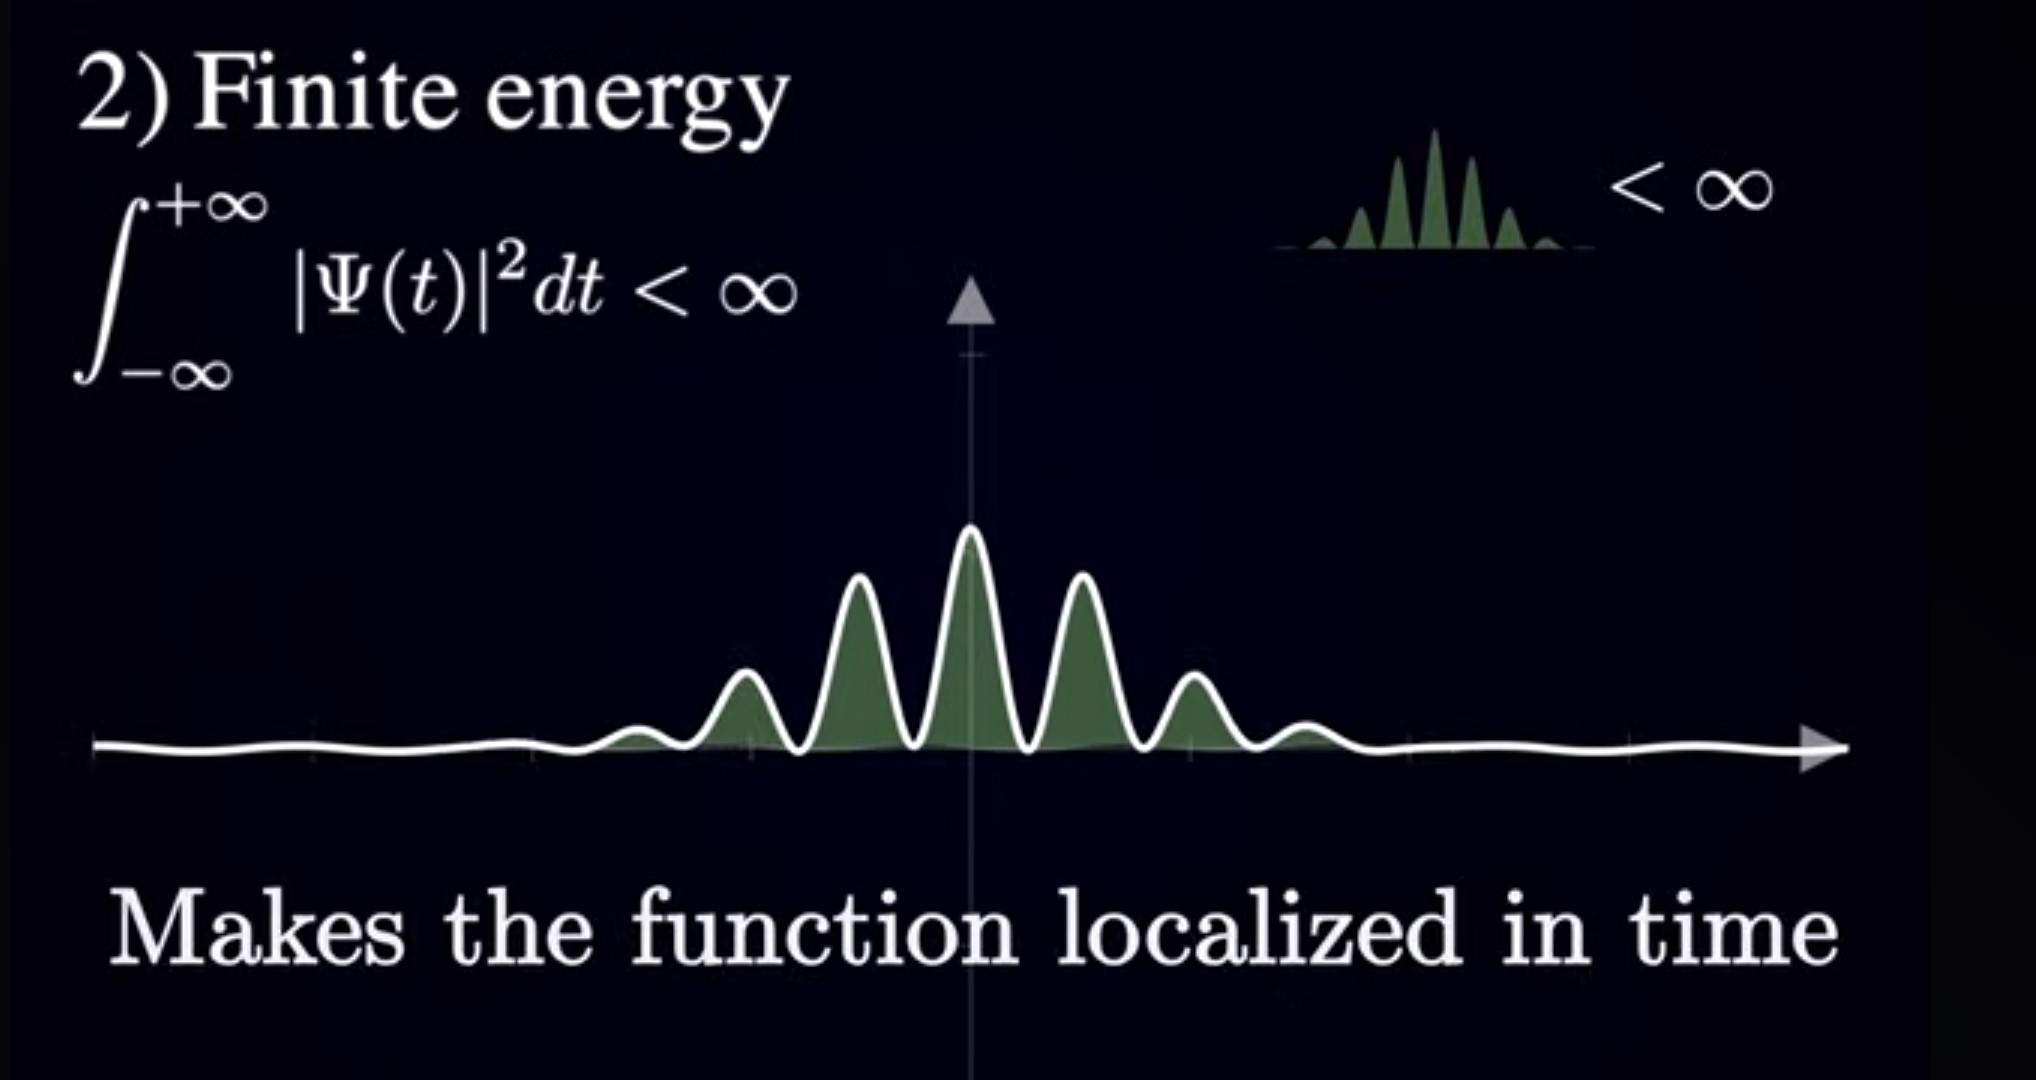 2) Finite energy
< ∞
∫_{-∞}^{+∞} |Ψ(t)|² dt < ∞
Makes the function localized in time